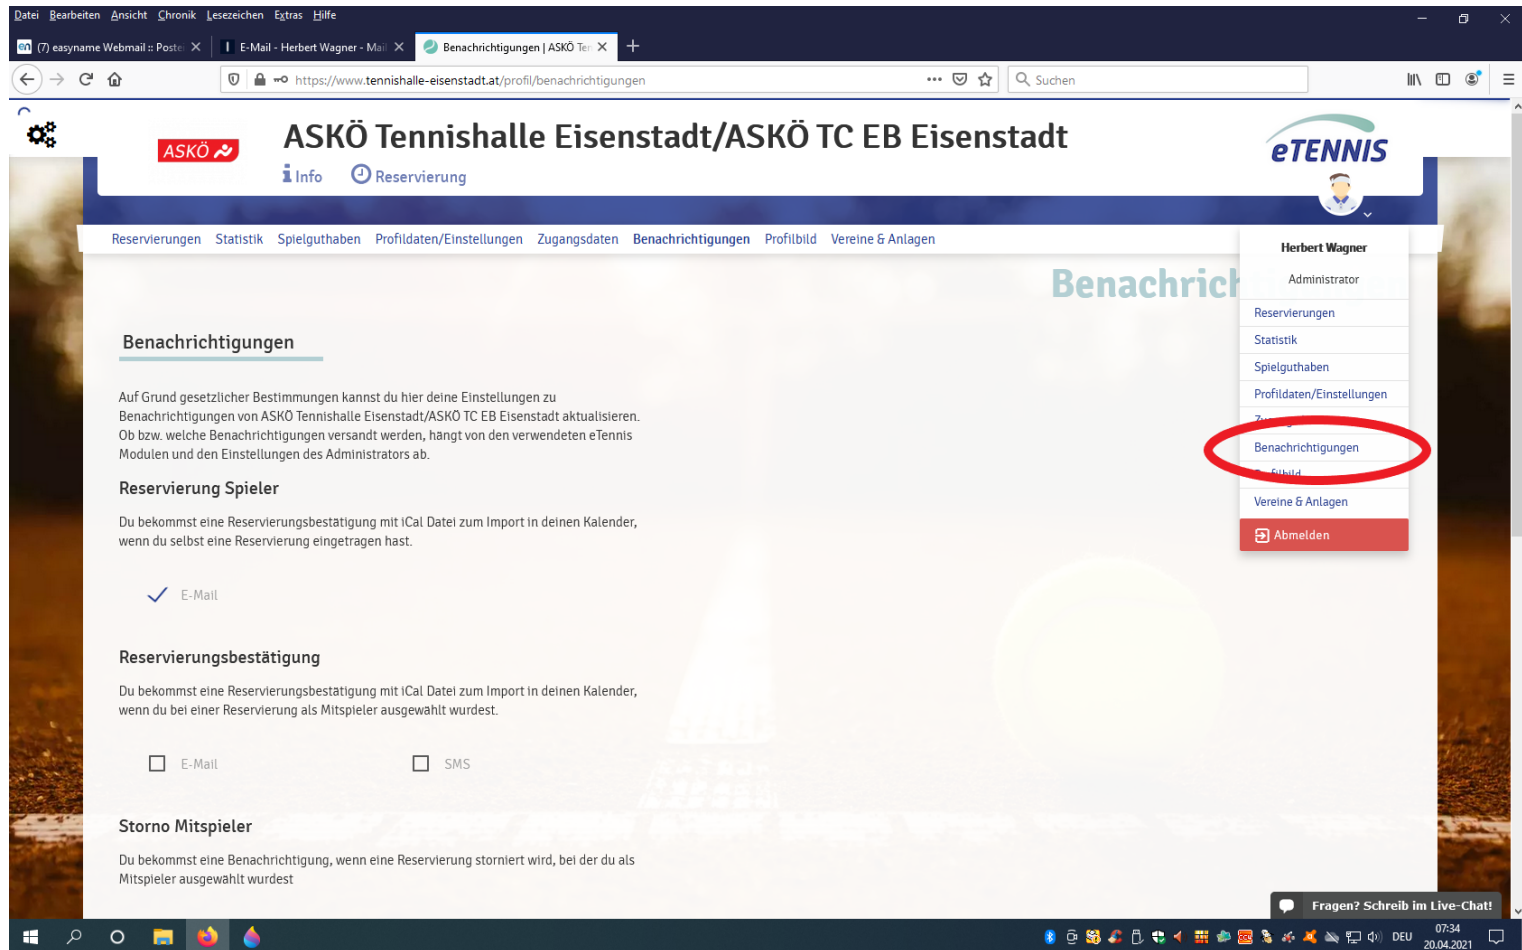 Datei Bearbeiten Ansicht Chronik Lesezeichen Extras Hilfe
(7) easyname Webmail :: Postei
E-Mail - Herbert Wagner - Mail
Benachrichtigungen | ASKÖ Ten
https://www.tennishalle-eisenstadt.at/profil/benachrichtigungen
Suchen
ASKÖ
ASKÖ Tennishalle Eisenstadt/ASKÖ TC EB Eisenstadt
eTENNIS
Info Reservierung
Reservierungen Statistik Spielguthaben Profildaten/Einstellungen Zugangsdaten Benachrichtigungen Profilbild Vereine & Anlagen
Herbert Wagner
Administrator
Reservierungen
Statistik
Spielguthaben
Profildaten/Einstellungen
Benachrichtigungen
Profilbild
Vereine & Anlagen
Abmelden
Benachrichtigungen
Benachrichtigungen
Auf Grund gesetzlicher Bestimmungen kannst du hier deine Einstellungen zu
Benachrichtigungen von ASKÖ Tennishalle Eisenstadt/ASKÖ TC EB Eisenstadt aktualisieren.
Ob bzw. welche Benachrichtigungen versandt werden, hängt von den verwendeten eTennis
Modulen und den Einstellungen des Administrators ab.
Reservierung Spieler
Du bekommst eine Reservierungsbestätigung mit iCal Datei zum Import in deinen Kalender,
wenn du selbst eine Reservierung eingetragen hast.
E-Mail
Reservierungsbestätigung
Du bekommst eine Reservierungsbestätigung mit iCal Datei zum Import in deinen Kalender,
wenn du bei einer Reservierung als Mitspieler ausgewählt wurdest.
E-Mail SMS
Storno Mitspieler
Du bekommst eine Benachrichtigung, wenn eine Reservierung storniert wird, bei der du als
Mitspieler ausgewählt wurdest
Fragen? Schreib im Live-Chat!
DEU
07:34
20.04.2021